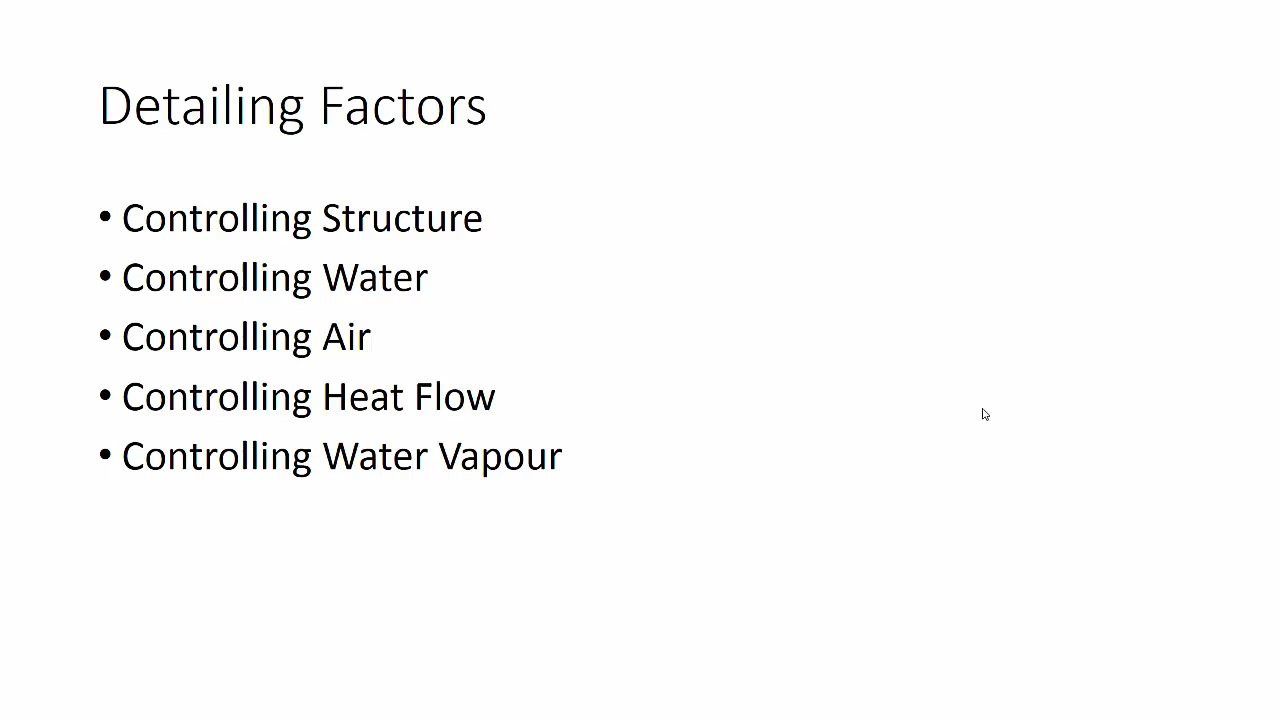 Detailing Factors
• Controlling Structure
• Controlling Water
• Controlling Air
• Controlling Heat Flow
• Controlling Water Vapour